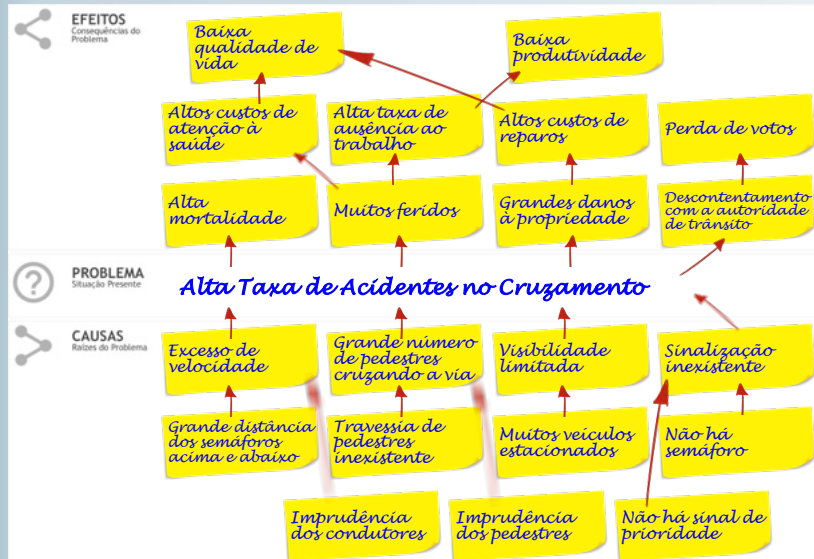 EFEITOS
Consequências do
Problema
Baixa
qualidade de
vida
Baixa
produtividade
Altos custos de
atenção à
saúde
Alta taxa de
ausência ao
trabalho
Altos custos de
reparos
Perda de votos
Alta
mortalidade
Muitos feridos
Grandes danos
à propriedade
Descontentamento
com a autoridade
de trânsito
?
PROBLEMA
Situação Presente
Alta Taxa de Acidentes no Cruzamento
CAUSAS
Raízes do Problema
Excesso de
velocidade
Grande número
de pedestres
cruzando a via
Visibilidade
limitada
Sinalização
inexistente
Grande distância
dos semáforos
acima e abaixo
Travessia de
pedestres
inexistente
Muitos veículos
estacionados
Não há
semáforo
Imprudência
dos condutores
Imprudência
dos pedestres
Não há sinal de
prioridade